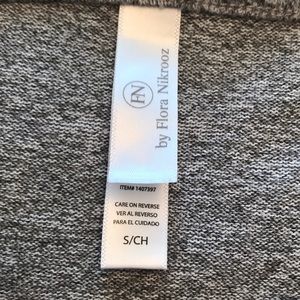 FN
by Flora Nikrooz
ITEM# 1407397
CARE ON REVERSE
VER AL REVERSO
PARA EL CUIDADO
S/CH